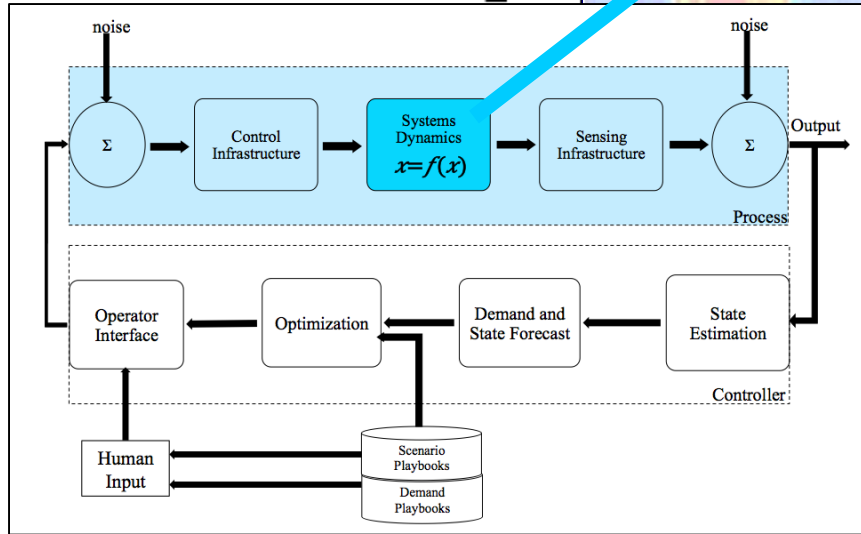 noise
noise
Σ
Control
Infrastructure
Systems
Dynamics
x=f(x)
Sensing
Infrastructure
Σ
Output
Process
Operator
Interface
Optimization
Demand and
State Forecast
State
Estimation
Controller
Human
Input
Scenario
Playbooks
Demand
Playbooks